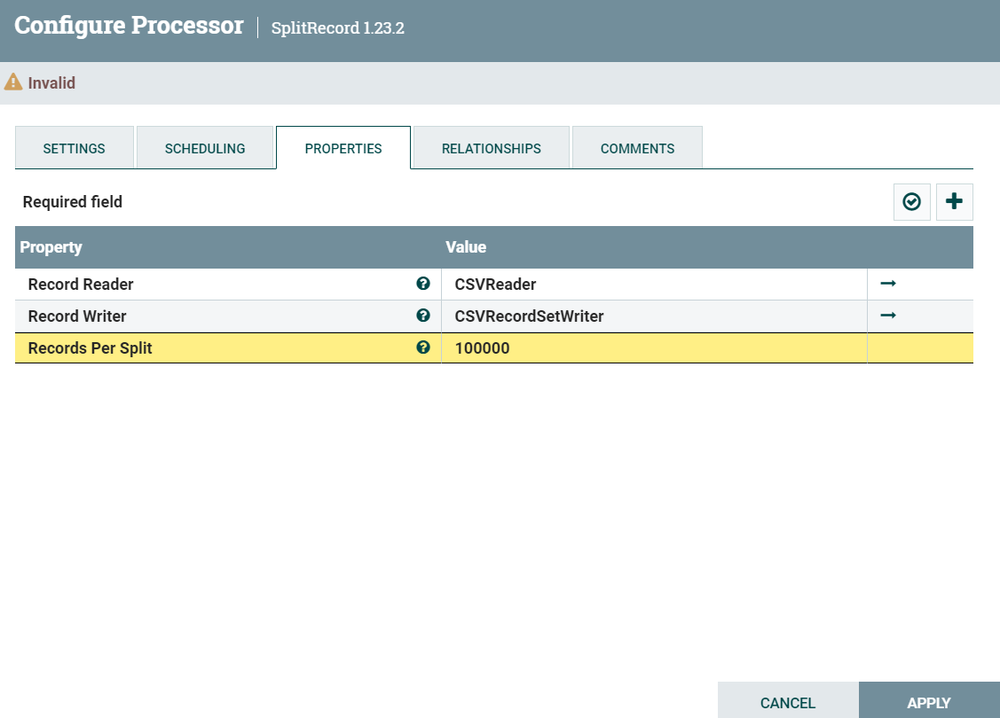 Configure Processor | SplitRecord 1.23.2
Invalid
SETTINGS SCHEDULING PROPERTIES RELATIONSHIPS COMMENTS
Required field
Property Value
Record Reader CSVReader
Record Writer CSVRecordSetWriter
Records Per Split 100000
CANCEL APPLY